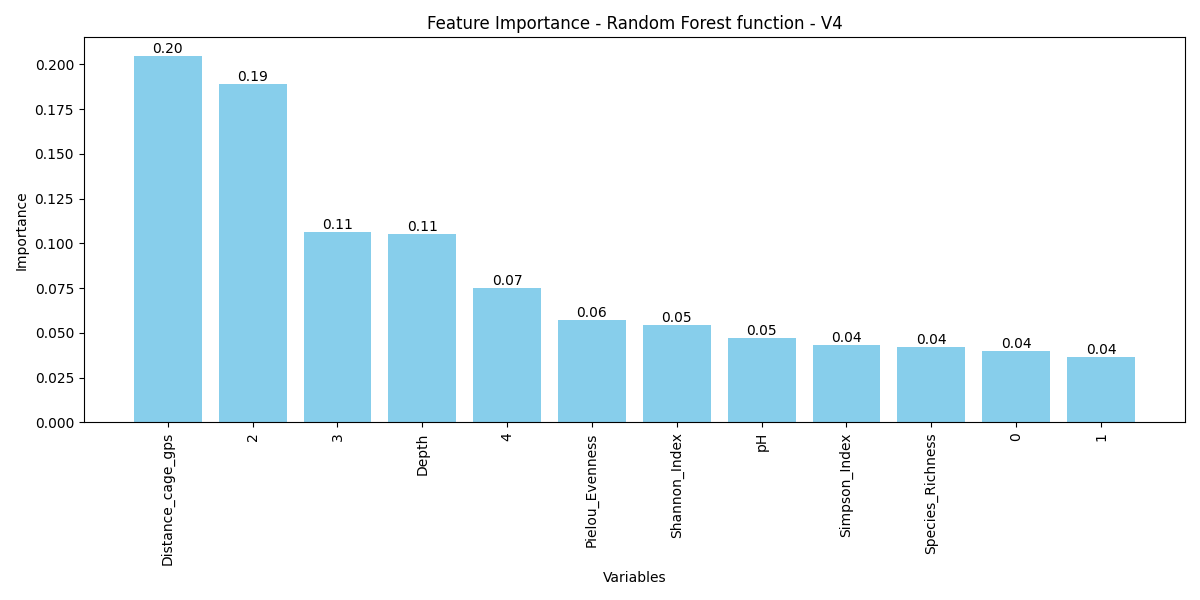 Feature Importance - Random Forest function - V4
0.200
0.175
0.150
0.125
0.100
0.075
0.050
0.025
0.000
Importance
0.20
0.19
0.11
0.11
0.07
0.06
0.05
0.05
0.04
0.04
0.04
0.04
Distance_cage_gps
2
3
Depth
4
Pielou_Evenness
Shannon_Index
pH
Simpson_Index
Species_Richness
0
1
Variables